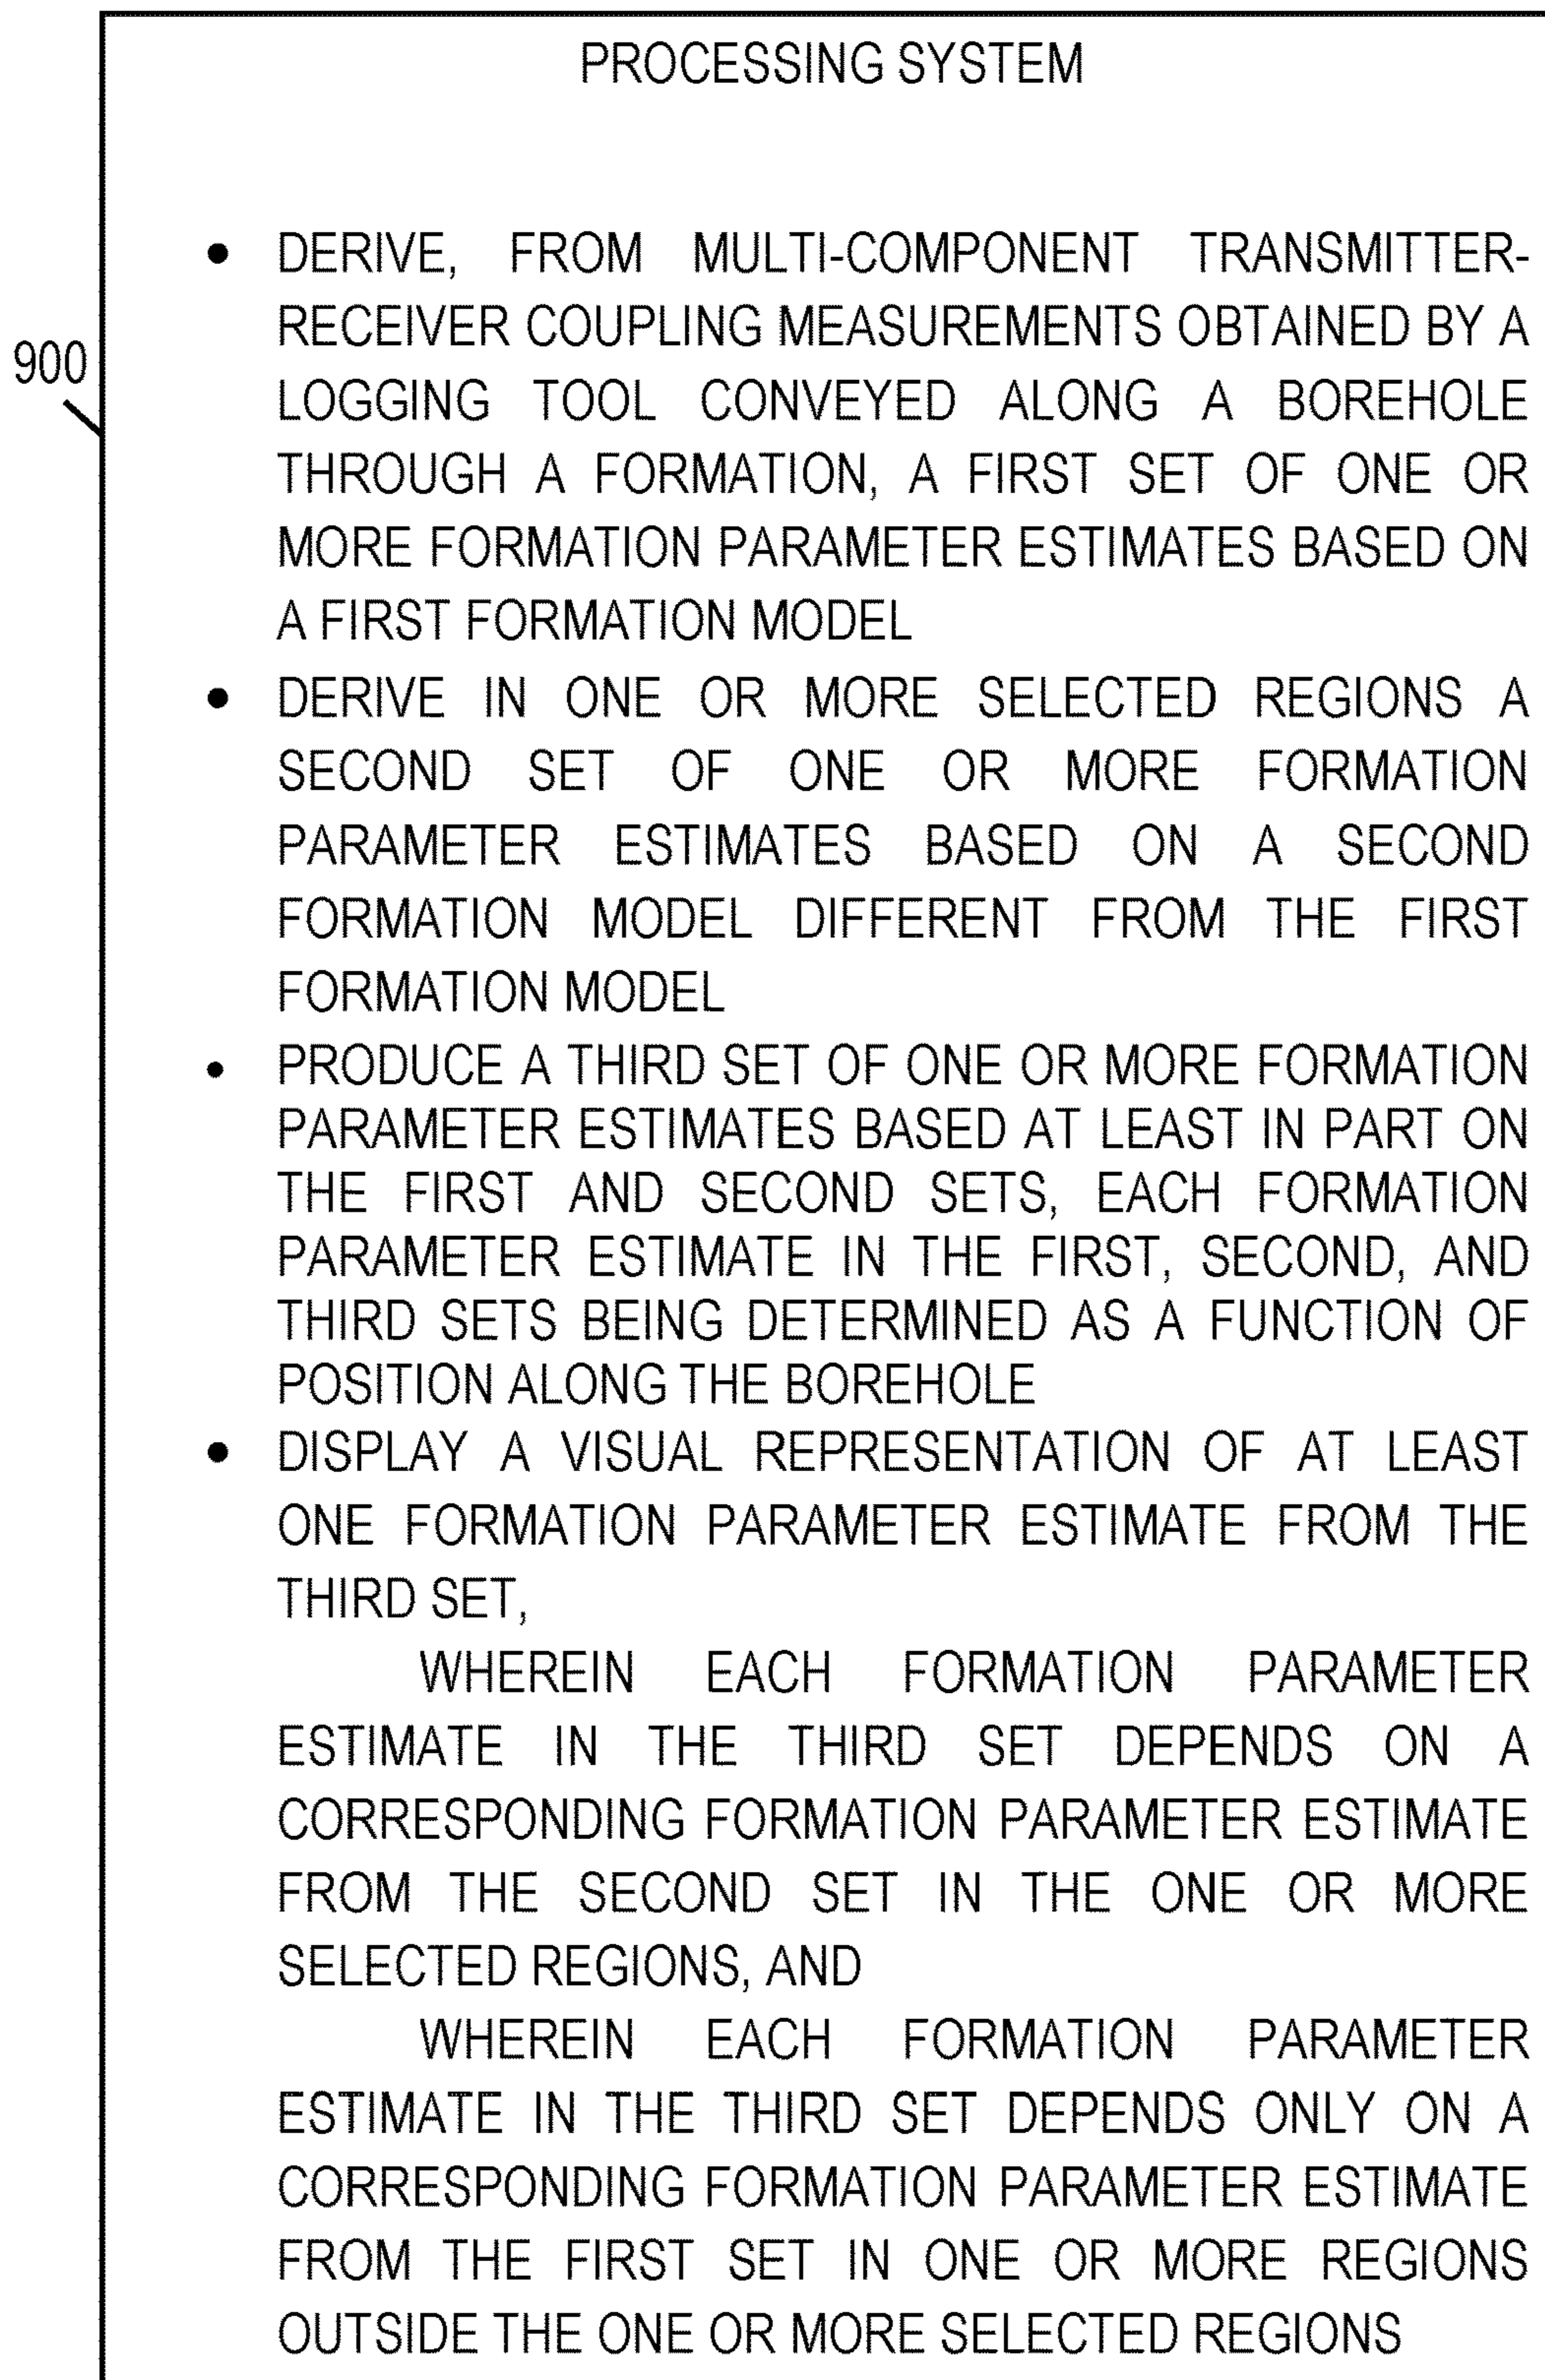 PROCESSING SYSTEM
• DERIVE, FROM MULTI-COMPONENT TRANSMITTER-
RECEIVER COUPLING MEASUREMENTS OBTAINED BY A
900
LOGGING TOOL CONVEYED ALONG A BOREHOLE
THROUGH A FORMATION, A FIRST SET OF ONE OR
MORE FORMATION PARAMETER ESTIMATES BASED ON
A FIRST FORMATION MODEL
• DERIVE IN ONE OR MORE SELECTED REGIONS A
SECOND SET OF ONE OR MORE FORMATION
PARAMETER ESTIMATES BASED ON A SECOND
FORMATION MODEL DIFFERENT FROM THE FIRST
FORMATION MODEL
• PRODUCE A THIRD SET OF ONE OR MORE FORMATION
PARAMETER ESTIMATES BASED AT LEAST IN PART ON
THE FIRST AND SECOND SETS, EACH FORMATION
PARAMETER ESTIMATE IN THE FIRST, SECOND, AND
THIRD SETS BEING DETERMINED AS A FUNCTION OF
POSITION ALONG THE BOREHOLE
• DISPLAY A VISUAL REPRESENTATION OF AT LEAST
ONE FORMATION PARAMETER ESTIMATE FROM THE
THIRD SET,
WHEREIN EACH FORMATION PARAMETER
ESTIMATE IN THE THIRD SET DEPENDS ON A
CORRESPONDING FORMATION PARAMETER ESTIMATE
FROM THE SECOND SET IN THE ONE OR MORE
SELECTED REGIONS, AND
WHEREIN EACH FORMATION PARAMETER
ESTIMATE IN THE THIRD SET DEPENDS ONLY ON A
CORRESPONDING FORMATION PARAMETER ESTIMATE
FROM THE FIRST SET IN ONE OR MORE REGIONS
OUTSIDE THE ONE OR MORE SELECTED REGIONS